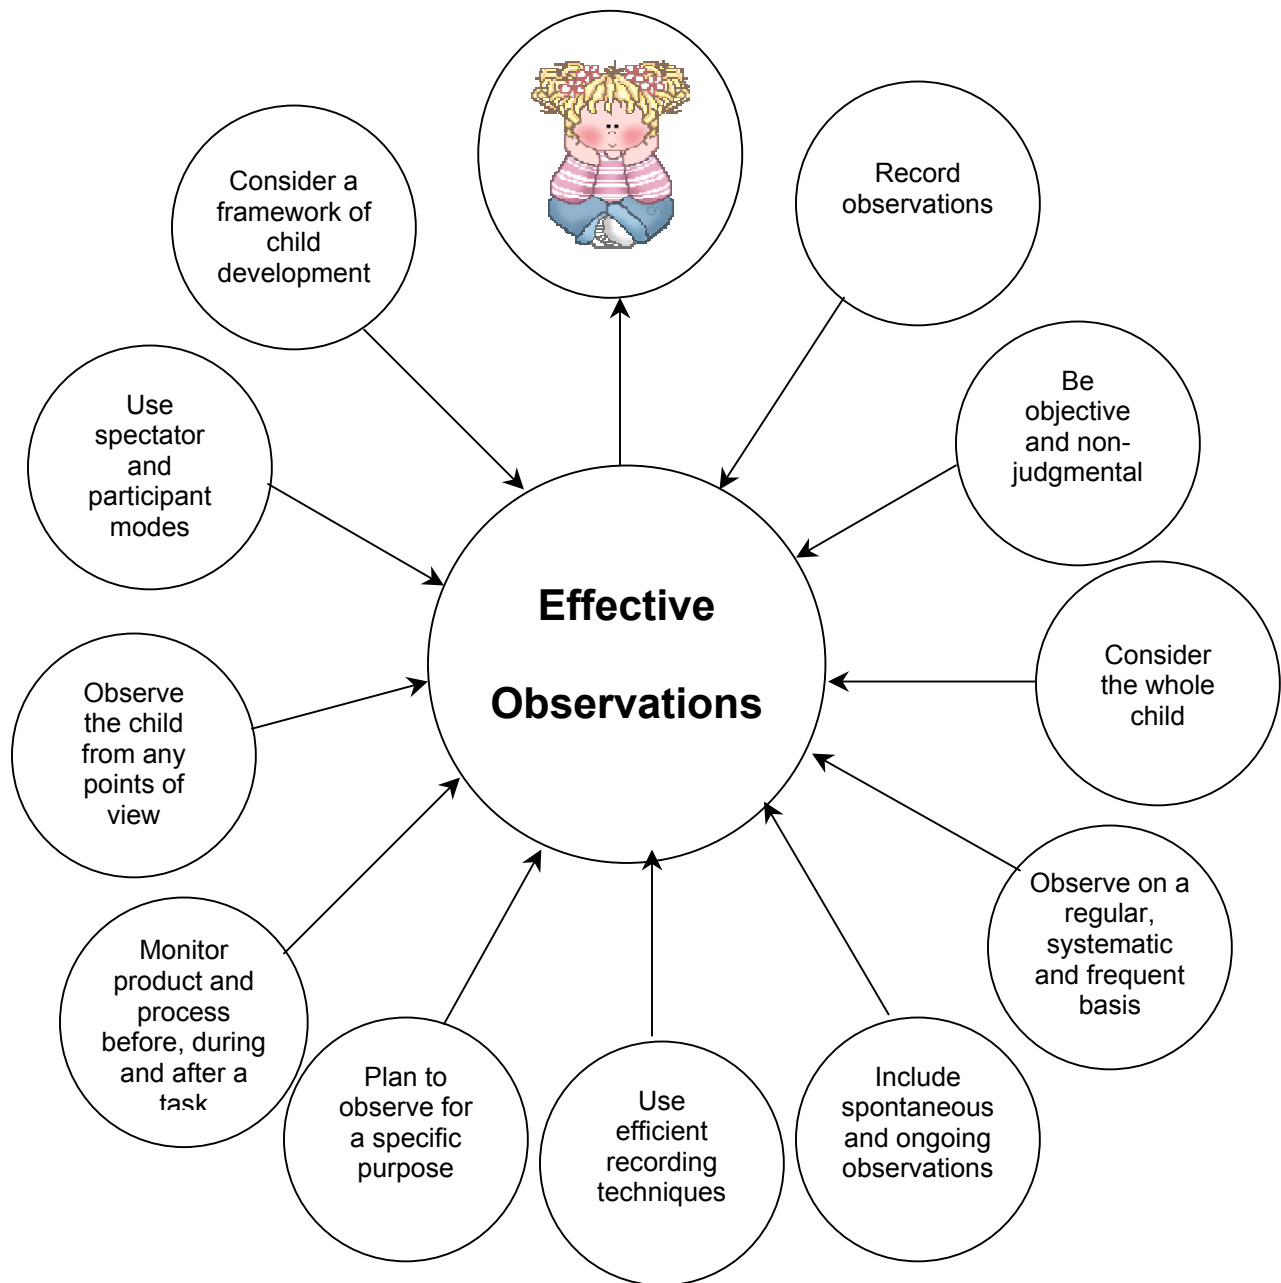 Consider a
framework of
child
development
Record
observations
Be
objective
and non-
judgmental
Use
spectator
and
participant
modes
Effective
Observations
Consider
the whole
child
Observe
the child
from any
points of
view
Observe on a
regular,
systematic
and frequent
basis
Monitor
product and
process
before, during
and after a
task
Plan to
observe for
a specific
purpose
Use
efficient
recording
techniques
Include
spontaneous
and ongoing
observations